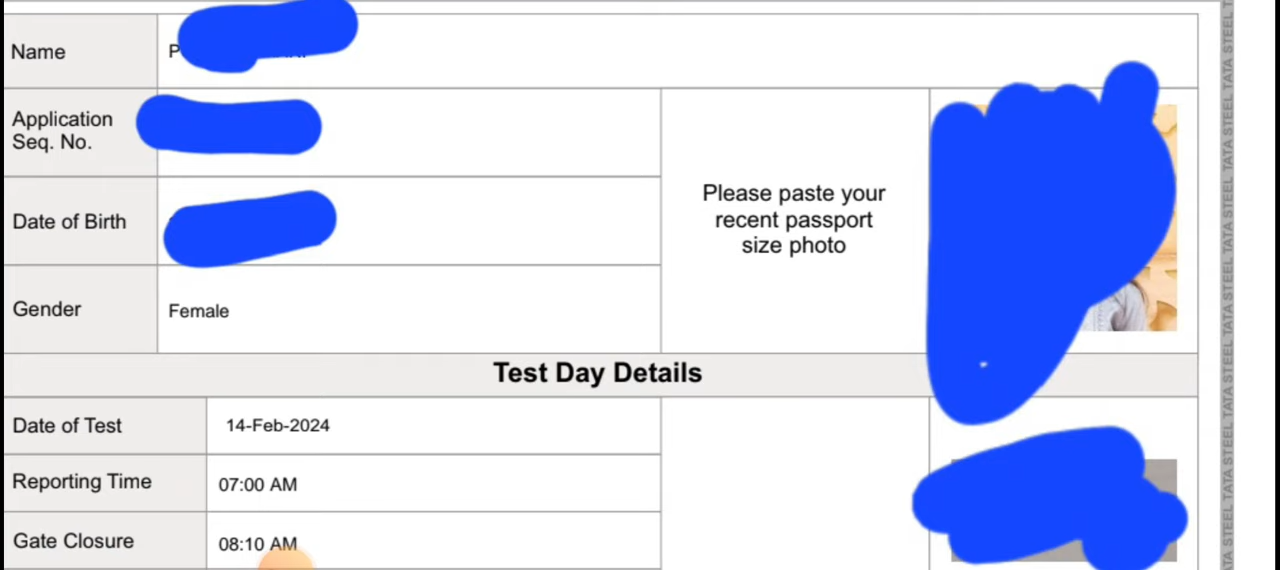 Name
Application
Seq. No.
Date of Birth
Please paste your
recent passport
size photo
Gender
Female
Test Day Details
Date of Test
14-Feb-2024
Reporting Time
07:00 AM
Gate Closure
08:10 AM
TATA STEEL TATA STEEL TATA STEEL TATA STEEL TATA STEEL TATA STEEL